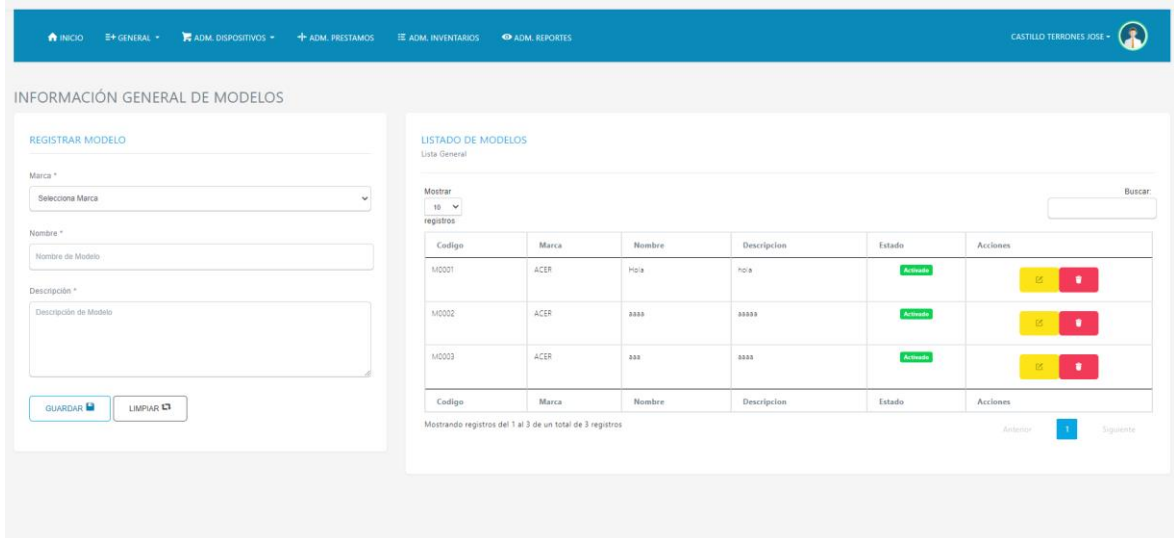 INICIO GENERAL ADM. DISPOSITIVOS ADM. PRESTAMOS ADM. INVENTARIOS ADM. REPORTES CASTILLO TERRONES JOSE
INFORMACIÓN GENERAL DE MODELOS
REGISTRAR MODELO
Marca *
Selecciona Marca
Nombre *
Nombre de Modelo
Descripción *
Descripción de Modelo
GUARDAR LIMPIAR
LISTADO DE MODELOS
Lista General
Mostrar
10
registros
Buscar:
Codigo Marca Nombre Descripcion Estado Acciones
M0001 ACER Hola hola Activado
M0002 ACER aaaa aaaaa Activado
M0003 ACER aaa aaaa Activado
Codigo Marca Nombre Descripcion Estado Acciones
Mostrando registros del 1 al 3 de un total de 3 registros
Anterior 1 Siguiente